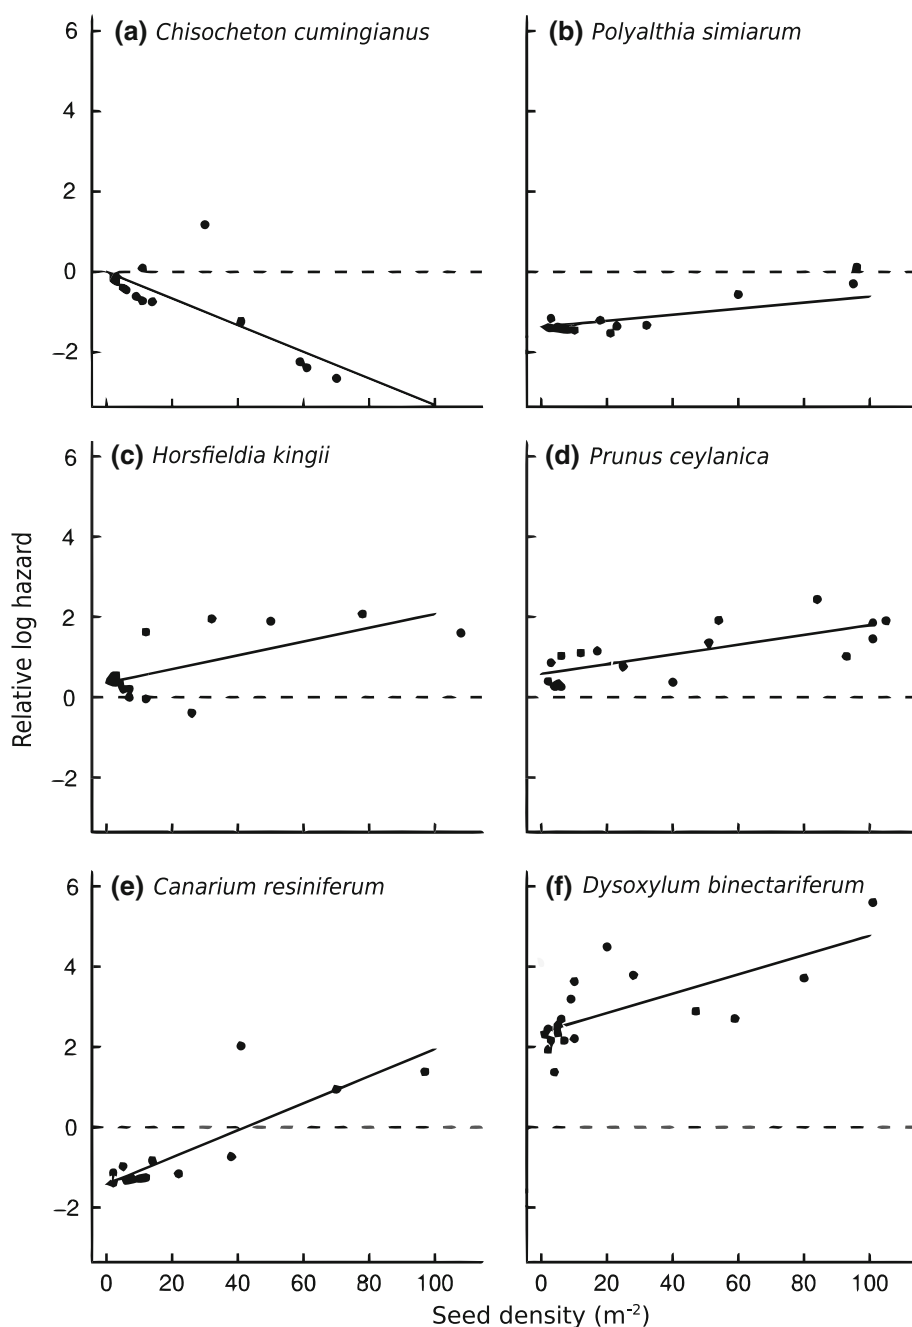 (a) Chisocheton cumingianus
(b) Polyalthia simiarum
6
4
2
0
−2
(c) Horsfieldia kingii
(d) Prunus ceylanica
6
4
2
0
−2
Relative log hazard
(e) Canarium resiniferum
(f) Dysoxylum binectariferum
6
4
2
0
−2
0 20 40 60 80 100
0 20 40 60 80 100
Seed density (m⁻²)